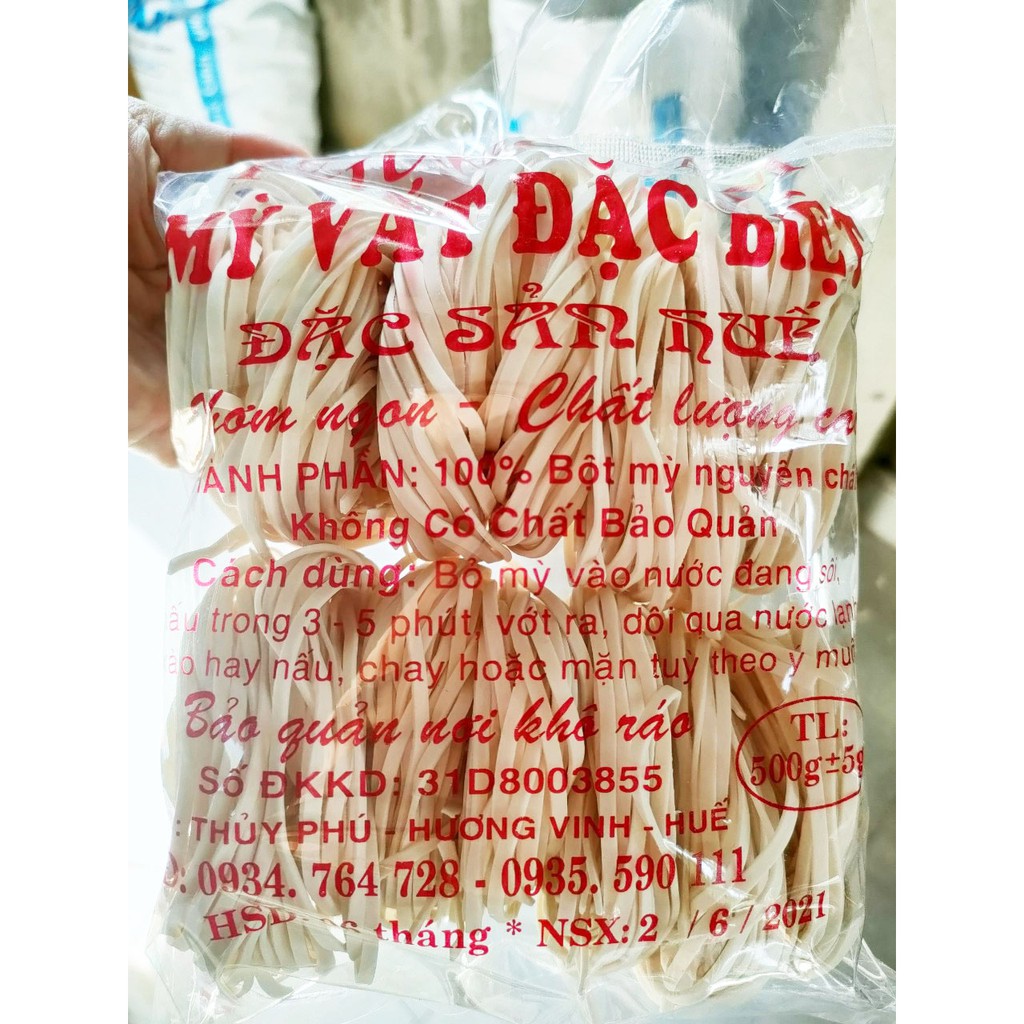 MỲ VẮT ĐẶC BIỆT
ĐẶC SẢN HUẾ
ngon - Chất lượng
PHẦN: 100% Bột mỳ nguyên
Không Có Chất Bảo Quản
Cách dùng: Bỏ mỳ vào nước đang sôi,
trong 3 - 5 phút, vớt ra, dội qua nước
hay nấu, chay hoặc mặn tuỳ theo ý
Bảo quản nơi khô ráo
TL:
500g±5g
Số ĐKKD: 31D8003855
: THỦY PHÚ - HƯƠNG VINH - HUẾ
0934. 764 728 - 0935. 590 111
HSD tháng * NSX: 2 / 6 / 2021